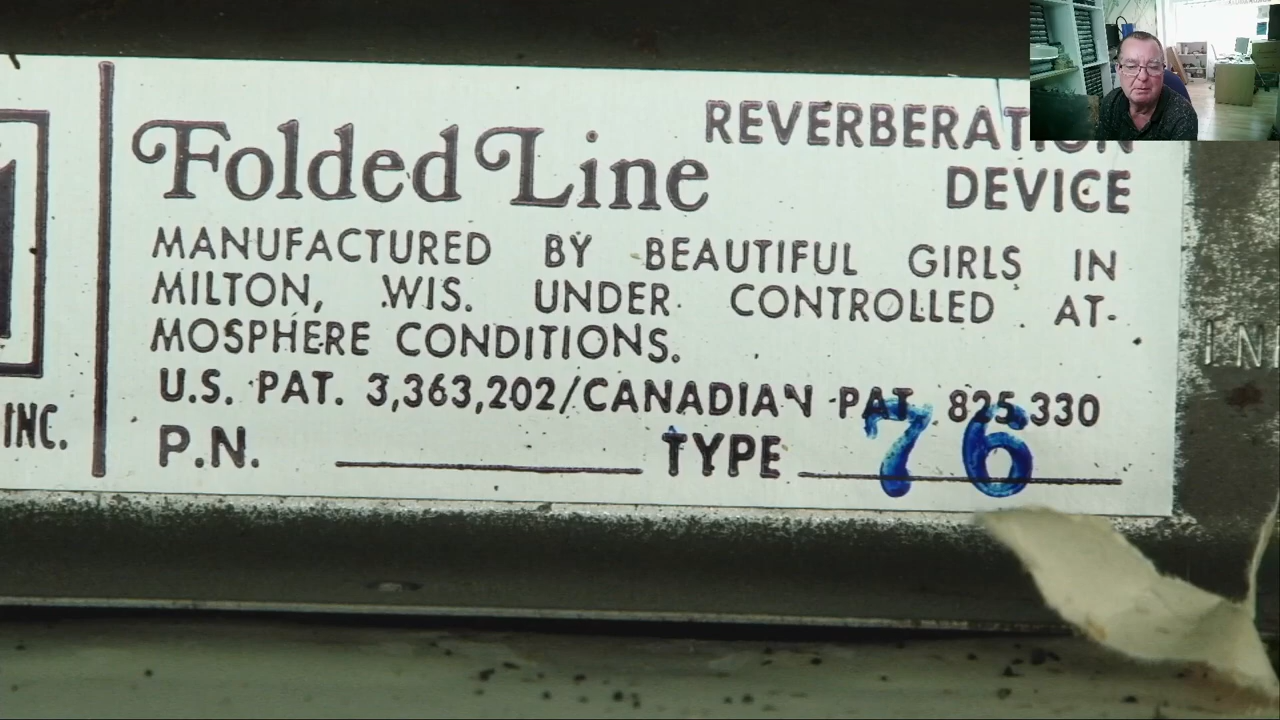 Folded Line
REVERBERATION
DEVICE
MANUFACTURED BY BEAUTIFUL GIRLS IN
MILTON, WIS. UNDER CONTROLLED AT-
MOSPHERE CONDITIONS.
U.S. PAT. 3,363,202/CANADIAN PAT. 825,330
INC.
P.N. TYPE 76